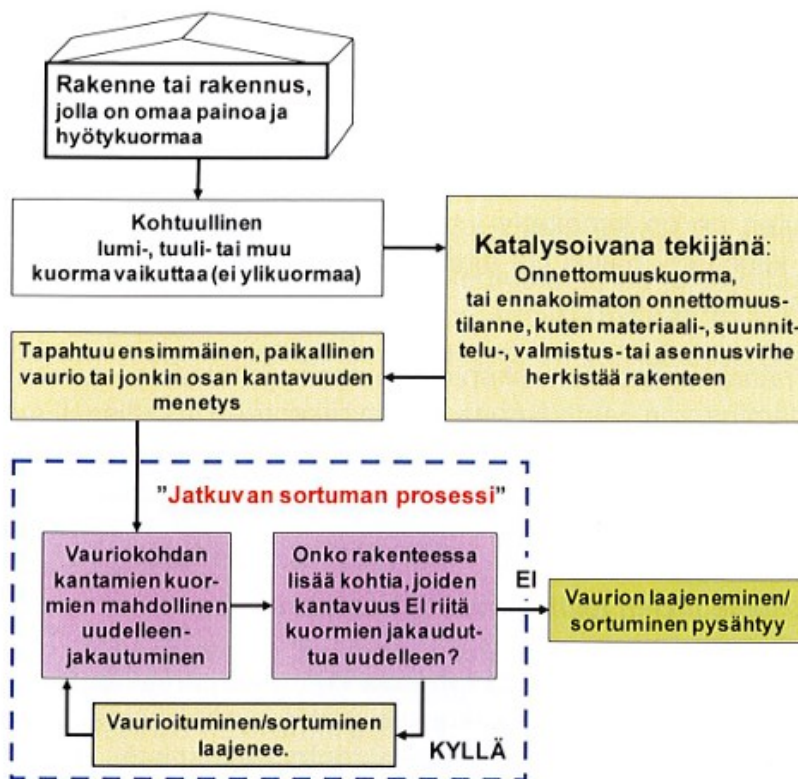 Rakenne tai rakennus,
jolla on omaa painoa ja
hyötykuormaa
Kohtuullinen
lumi-, tuuli- tai muu
kuorma vaikuttaa (ei ylikuormaa)
Katalysoivana tekijänä:
Onnettomuuskuorma,
tai ennakoimaton onnettomuus-
tilanne, kuten materiaali-, suunnit-
telu-, valmistus- tai asennusvirhe
herkistää rakenteen
Tapahtuu ensimmäinen, paikallinen
vaurio tai jonkin osan kantavuuden
menetys
"Jatkuvan sortuman prosessi"
Vauriokohdan
kantamien kuor-
mien mahdollinen
uudelleen-
jakautuminen
Onko rakenteessa
lisää kohtia, joiden
kantavuus EI riitä
kuormien jakaudut-
tua uudelleen?
EI
Vaurion laajeneminen/
sortuminen pysähtyy
Vaurioituminen/sortuminen
laajenee.
KYLLÄ